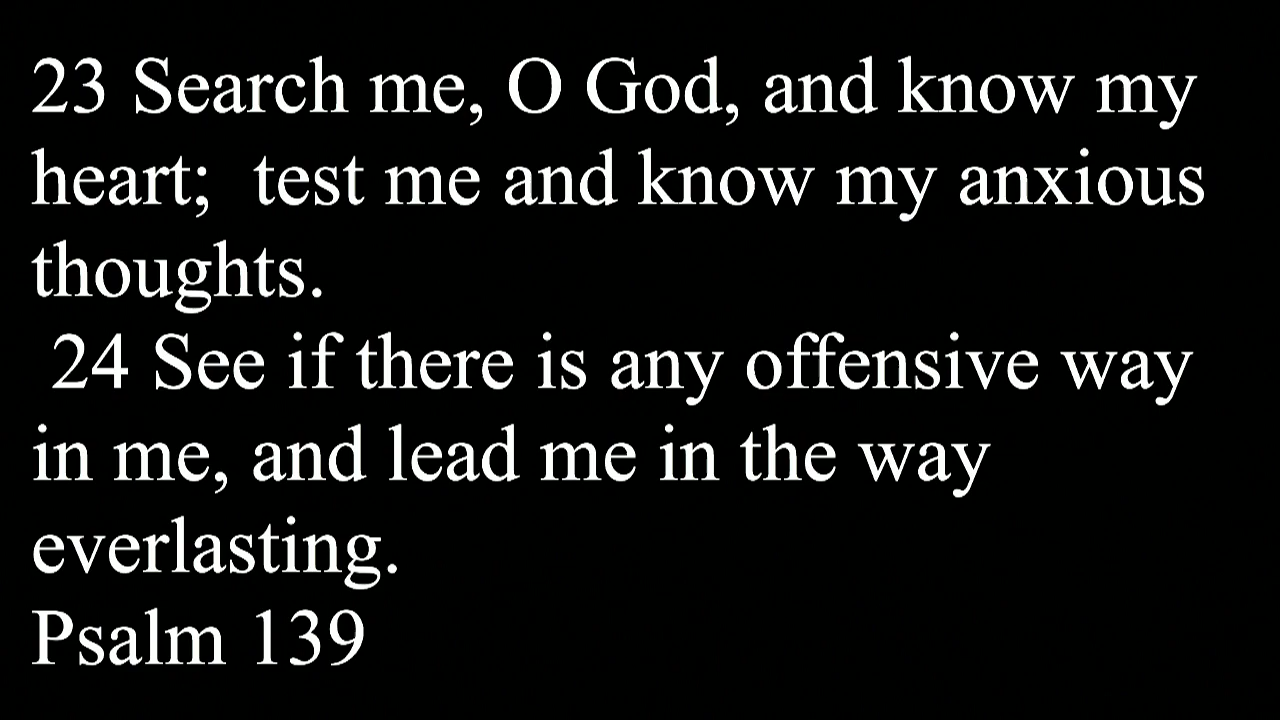 23 Search me, O God, and know my
heart;  test me and know my anxious
thoughts.
24 See if there is any offensive way
in me, and lead me in the way
everlasting.
Psalm 139